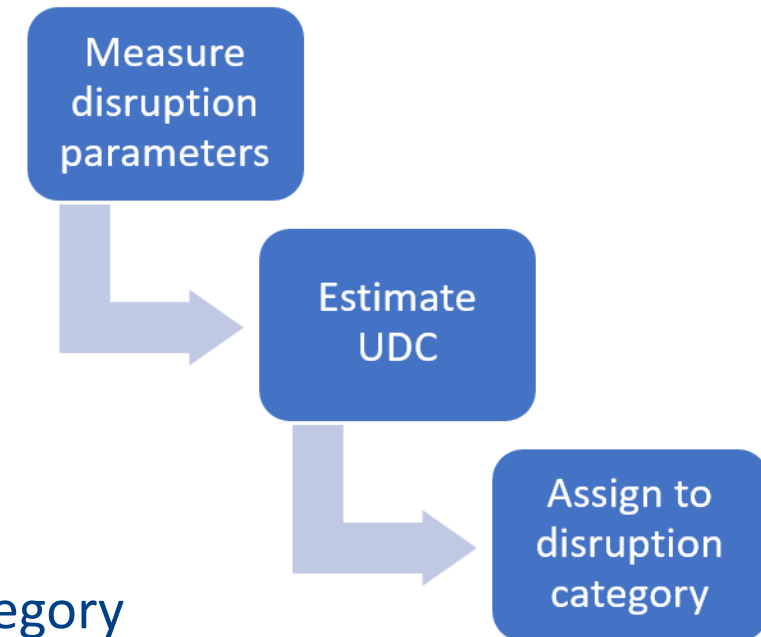 Measure
disruption
parameters
Estimate
UDC
Assign to
disruption
category
egory